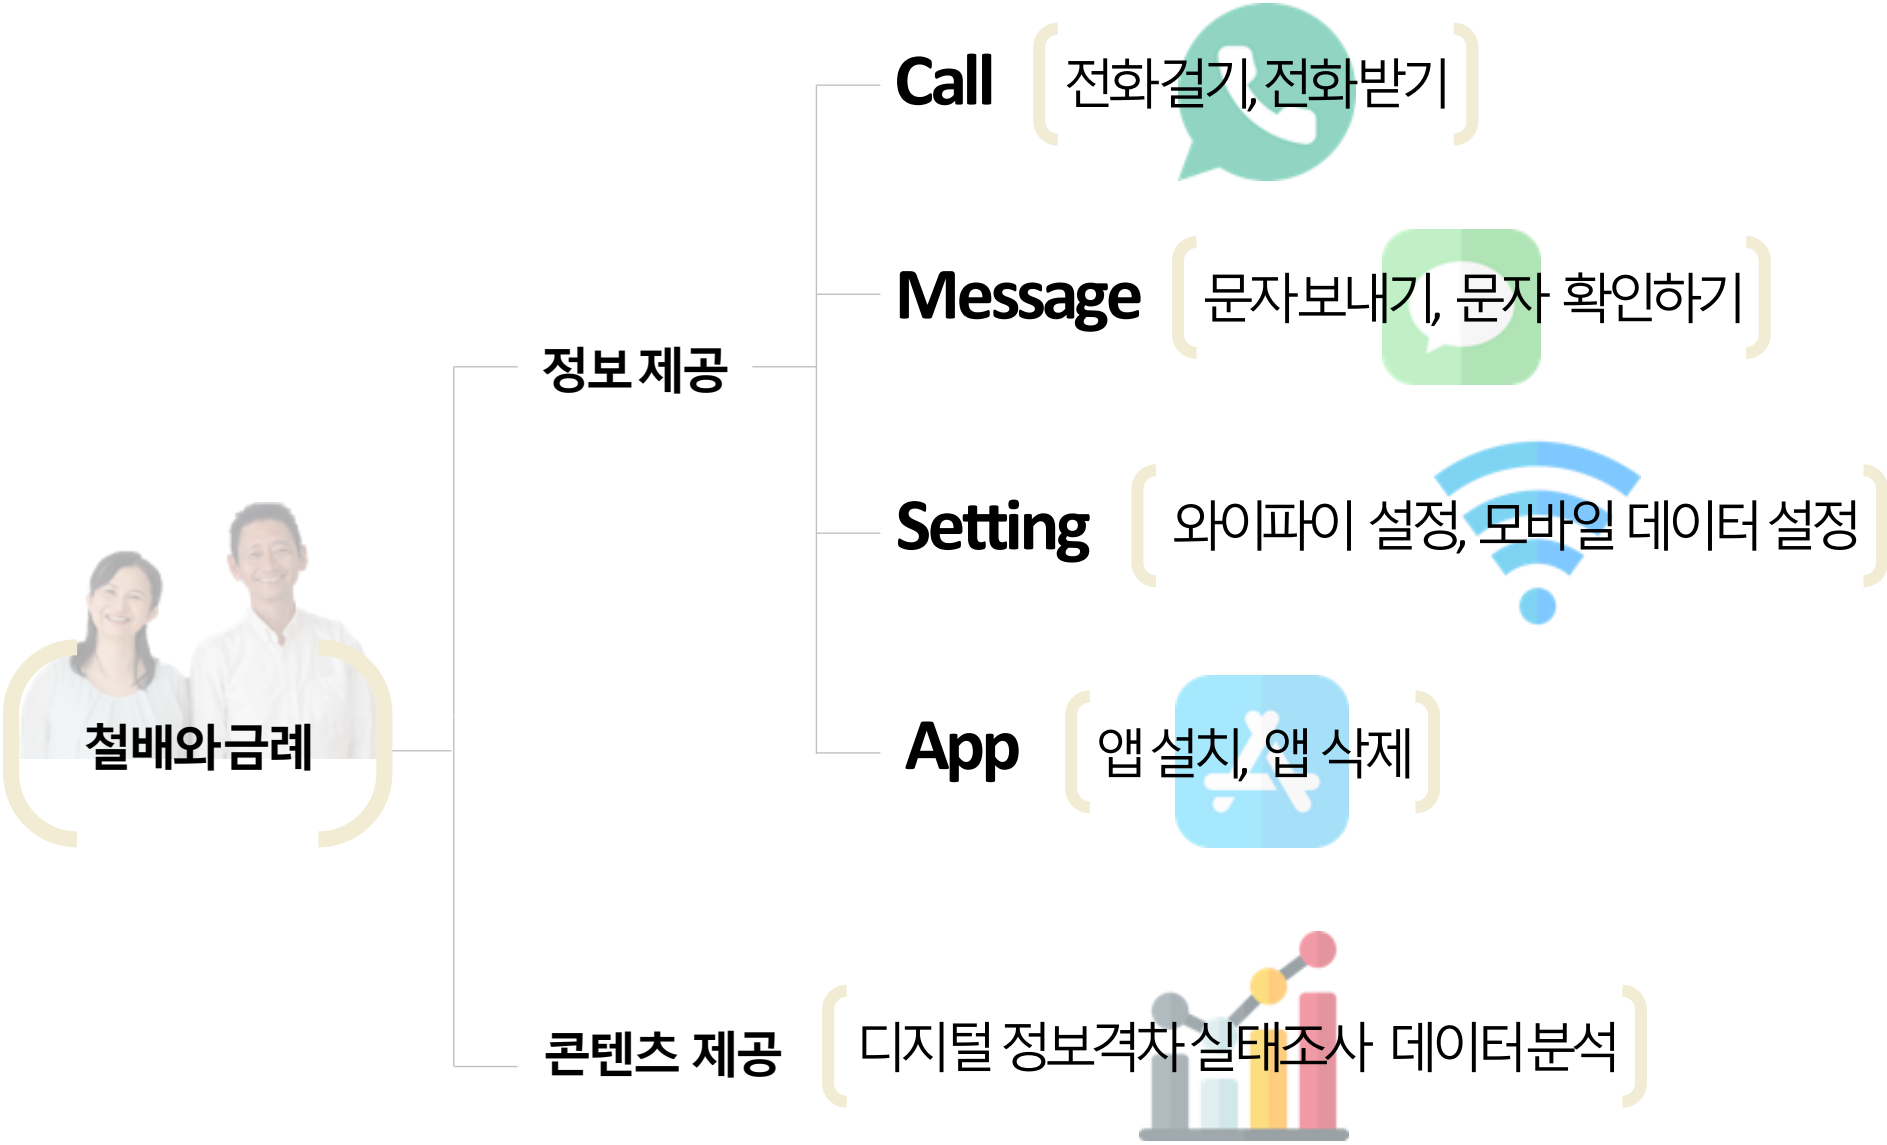 Call 전화걸기, 전화받기
Message 문자보내기, 문자 확인하기
정보 제공
Setting 와이파이 설정, 모바일 데이터 설정
App 앱 설치, 앱 삭제
철배와 금례
콘텐츠 제공 디지털 정보격차 실태조사 데이터 분석